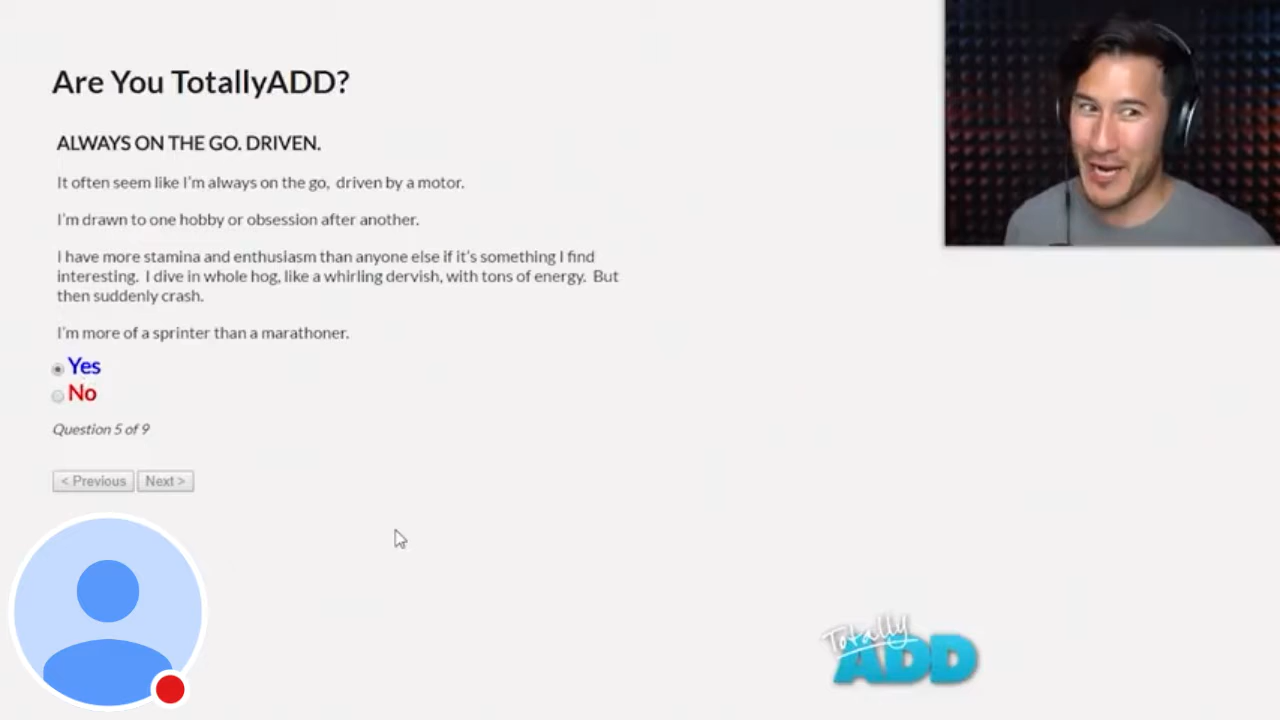 Are You TotallyADD?
ALWAYS ON THE GO. DRIVEN.
It often seem like I'm always on the go,  driven by a motor.
I'm drawn to one hobby or obsession after another.
I have more stamina and enthusiasm than anyone else if it's something I find
interesting.  I dive in whole hog, like a whirling dervish, with tons of energy.  But
then suddenly crash.
I'm more of a sprinter than a marathoner.
Yes
No
Question 5 of 9
< Previous Next >
Totally
ADD